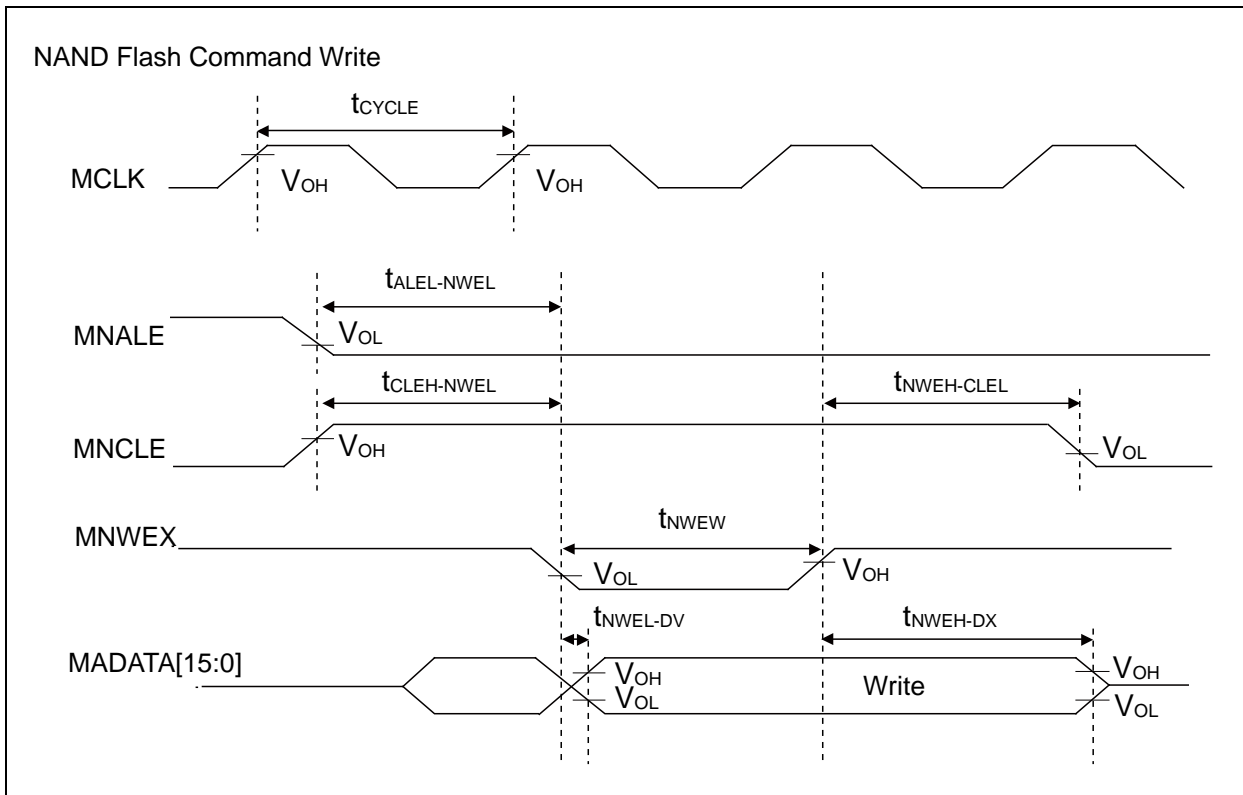 NAND Flash Command Write
tCYCLE
MCLK
VOH
VOH
tALEL-NWEL
MNALE
VOL
tCLEH-NWEL
tNWEH-CLEL
MNCLE
VOH
VOL
MNWEX
tNWEW
VOL
VOH
tNWEL-DV
tNWEH-DX
MADATA[15:0]
VOH
VOL
Write
VOH
VOL